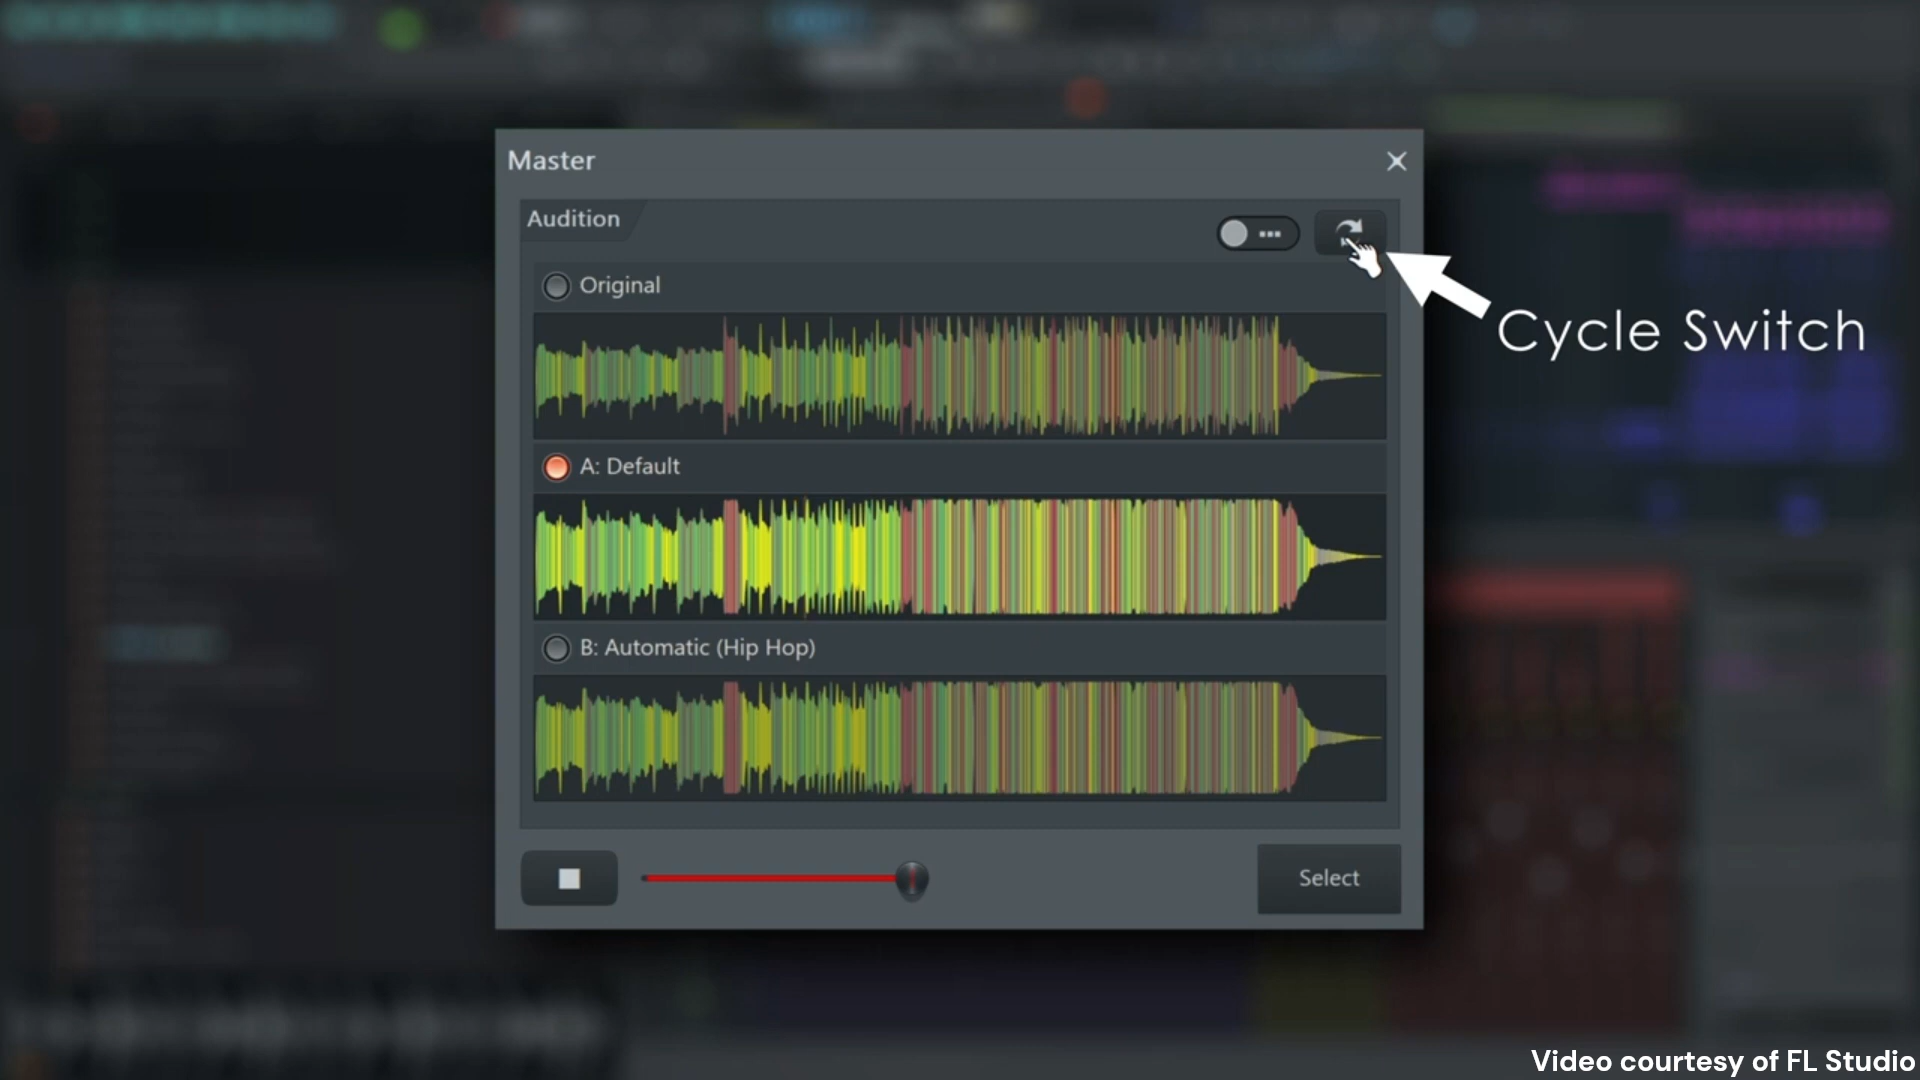 Master
Audition
Original
Cycle Switch
A: Default
B: Automatic (Hip Hop)
Select
Video courtesy of FL Studio